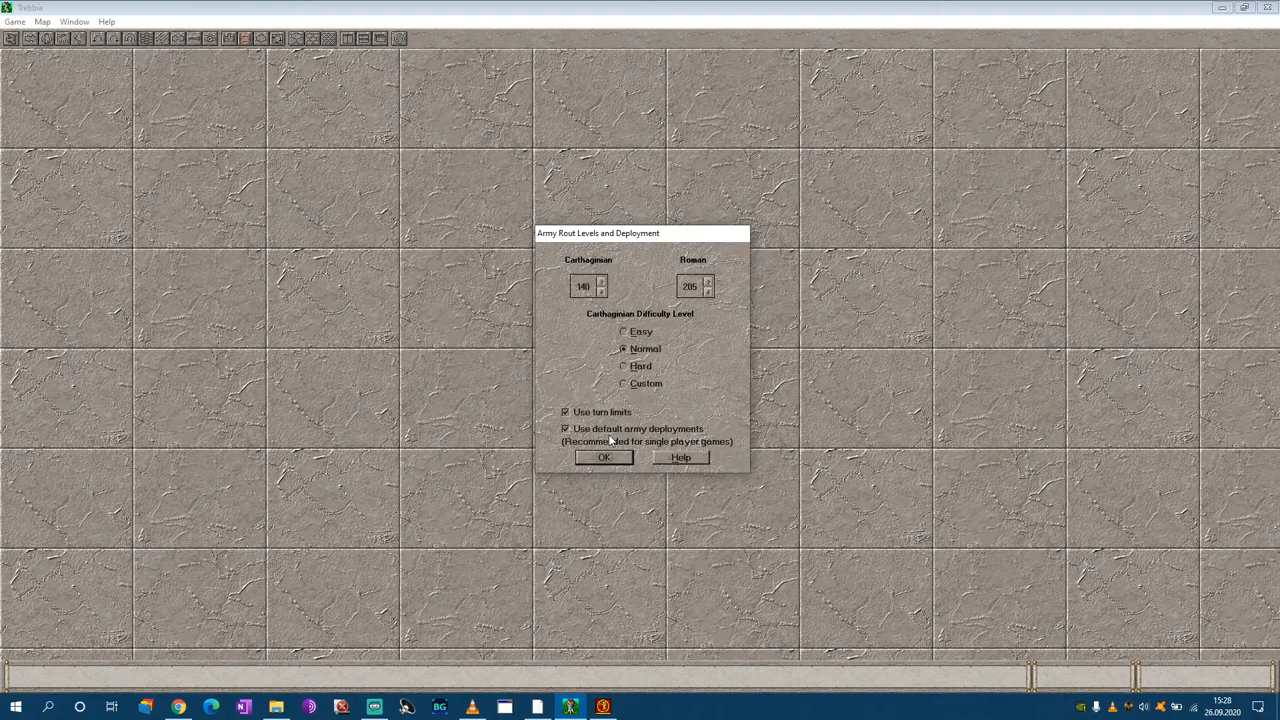 Trebbia
Game Map Window Help
Army Rout Levels and Deployment
Carthaginian Roman
140 205
Carthaginian Difficulty Level
Easy
Normal
Hard
Custom
Use turn limits
Use default army deployments
(Recommended for single player games)
OK Help
BG
15:28
26.09.2020